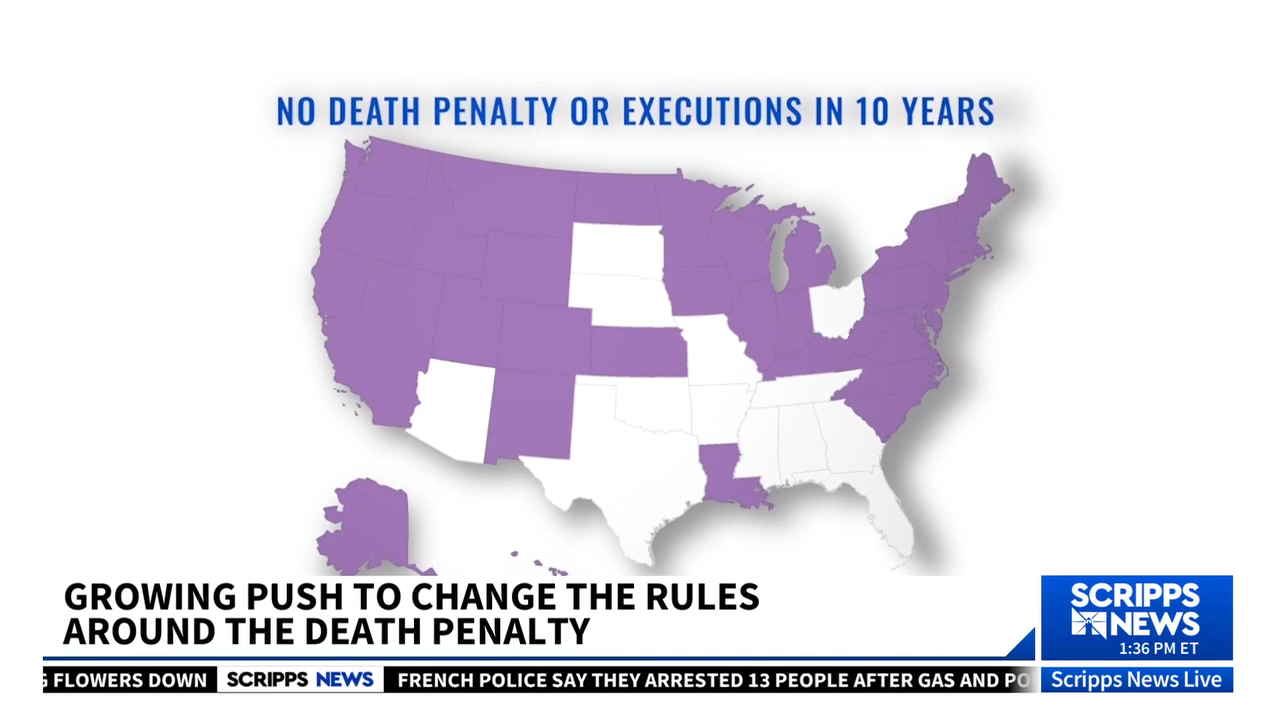 NO DEATH PENALTY OR EXECUTIONS IN 10 YEARS
GROWING PUSH TO CHANGE THE RULES
AROUND THE DEATH PENALTY
SCRIPPS
NEWS
1:36 PM ET
FLOWERS DOWN SCRIPPS NEWS FRENCH POLICE SAY THEY ARRESTED 13 PEOPLE AFTER GAS AND
Scripps News Live